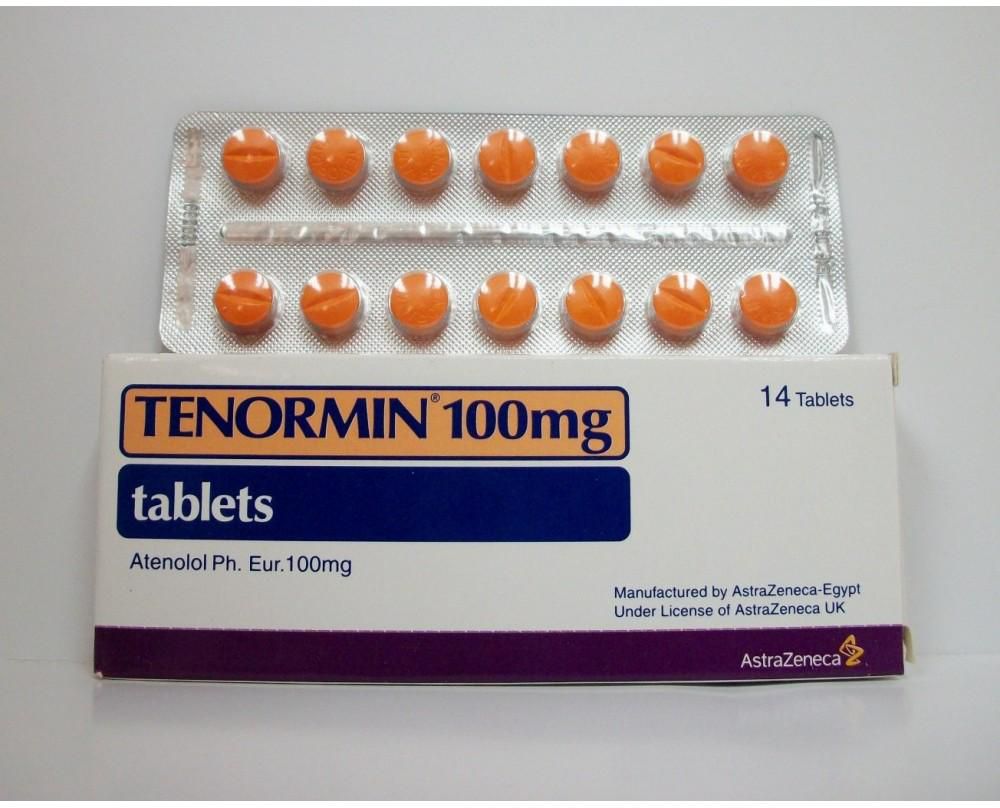 TENORMIN® 100mg
14 Tablets
tablets
Atenolol Ph. Eur.100mg
Manufactured by AstraZeneca-Egypt
Under License of AstraZeneca UK
AstraZeneca